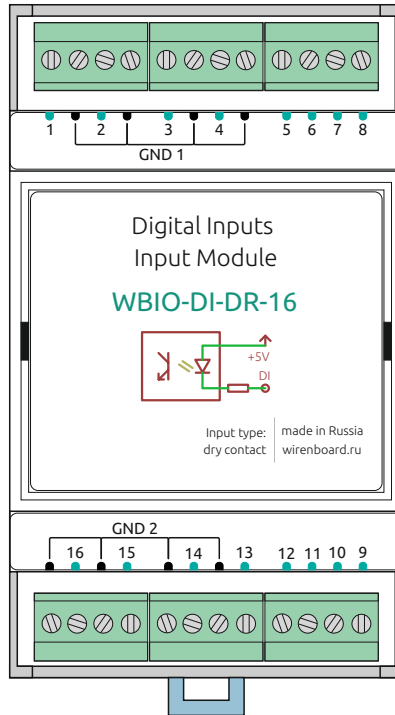 1 2 3 4 5 6 7 8
GND 1
Digital Inputs
Input Module
WBIO-DI-DR-16
+5V
DI
Input type:
dry contact
made in Russia
wirenboard.ru
GND 2
16 15 14 13 12 11 10 9